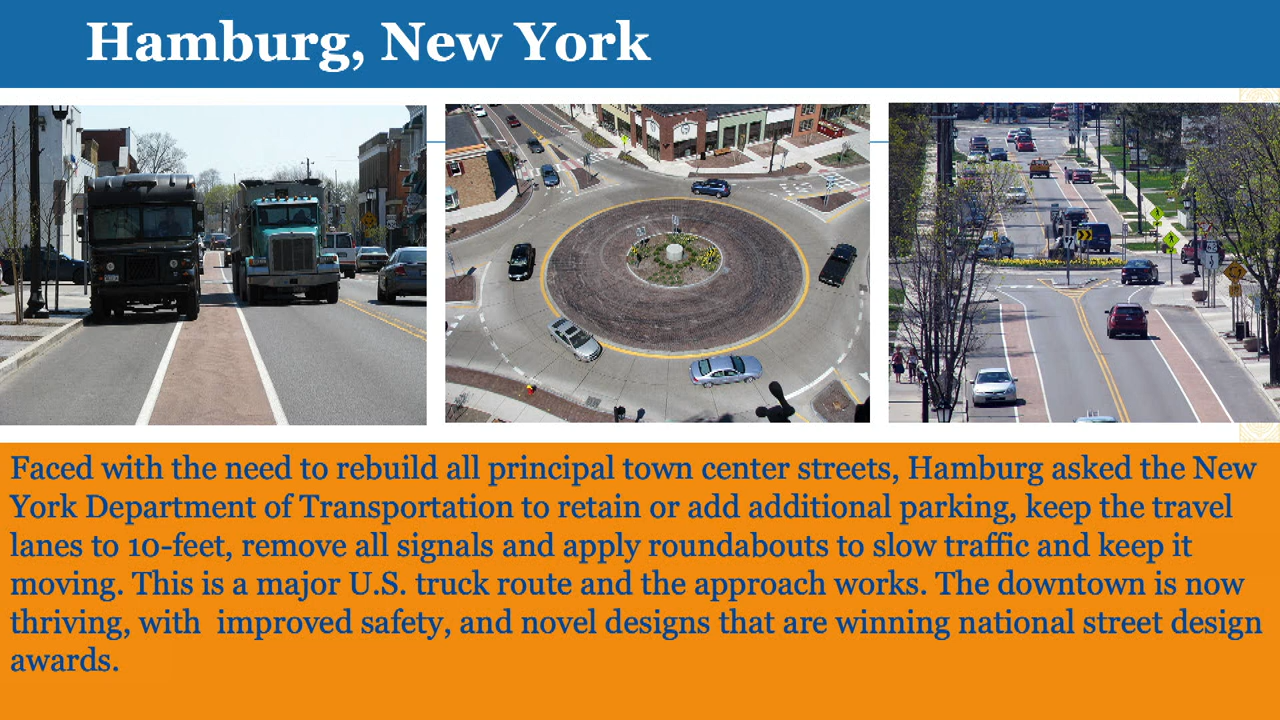 Hamburg, New York
Faced with the need to rebuild all principal town center streets, Hamburg asked the New
York Department of Transportation to retain or add additional parking, keep the travel
lanes to 10-feet, remove all signals and apply roundabouts to slow traffic and keep it
moving. This is a major U.S. truck route and the approach works. The downtown is now
thriving, with  improved safety, and novel designs that are winning national street design
awards.